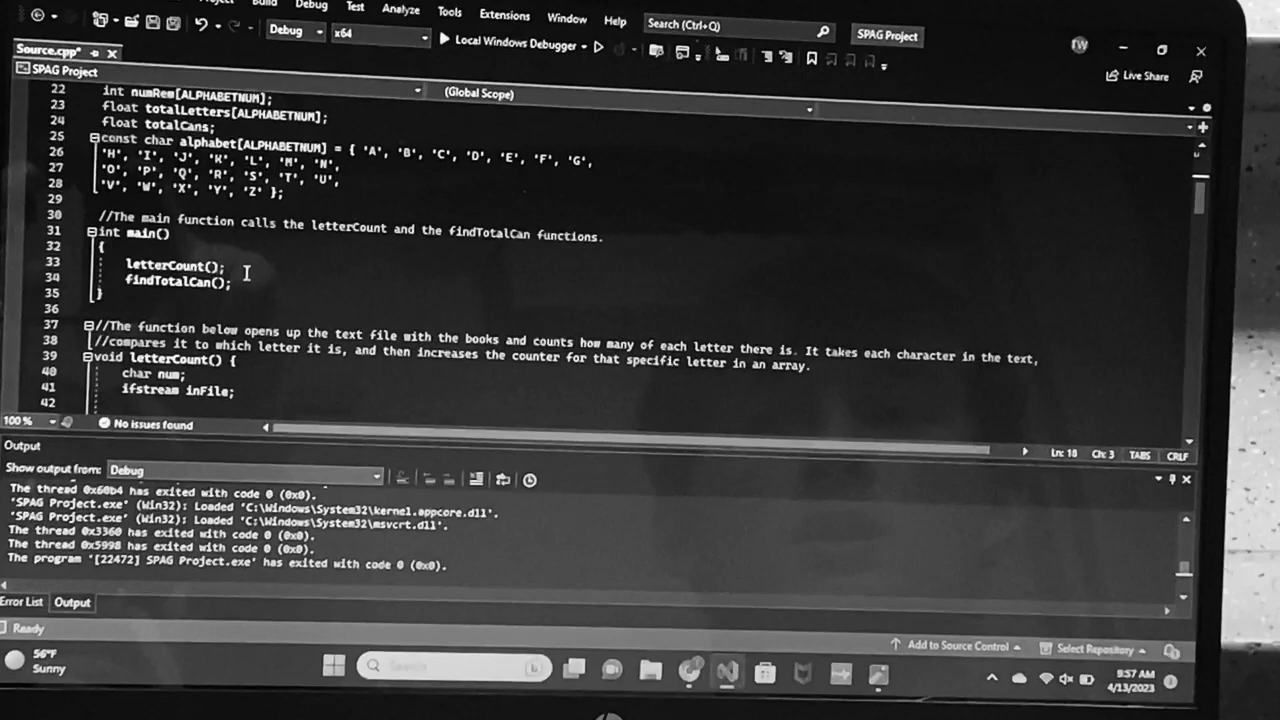 Build Debug Test Analyze Tools Extensions Window Help Search (Ctrl+Q) SPAG Project
TW
Debug x64 Local Windows Debugger
Live Share
Source.cpp*
SPAG Project (Global Scope)
22 int numRem[ALPHABETNUM];
23 float totalLetters[ALPHABETNUM];
24 float totalCans;
25 const char alphabet[ALPHABETNUM] = { 'A', 'B', 'C', 'D', 'E', 'F', 'G',
26 'H', 'I', 'J', 'K', 'L', 'M', 'N',
27 'O', 'P', 'Q', 'R', 'S', 'T', 'U',
28 'V', 'W', 'X', 'Y', 'Z' };
29
30 //The main function calls the letterCount and the findTotalCan functions.
31 int main()
32 {
33 letterCount();
34 findTotalCan();
35 }
36
37 //The function below opens up the text file with the books and counts how many of each letter there is. It takes each character in the text,
38 //compares it to which letter it is, and then increases the counter for that specific letter in an array.
39 void letterCount() {
40 char num;
41 ifstream inFile;
42
100 % No issues found Ln: 18 Ch: 3 TABS CRLF
Output
Show output from: Debug
The thread 0x60b4 has exited with code 0 (0x0).
'SPAG Project.exe' (Win32): Loaded 'C:\Windows\System32\kernel.appcore.dll'.
'SPAG Project.exe' (Win32): Loaded 'C:\Windows\System32\msvcrt.dll'.
The thread 0x3360 has exited with code 0 (0x0).
The thread 0x5998 has exited with code 0 (0x0).
The program '[22472] SPAG Project.exe' has exited with code 0 (0x0).
Error List Output
Ready Add to Source Control Select Repository
56°F
Sunny
Search
9:57 AM
4/13/2023